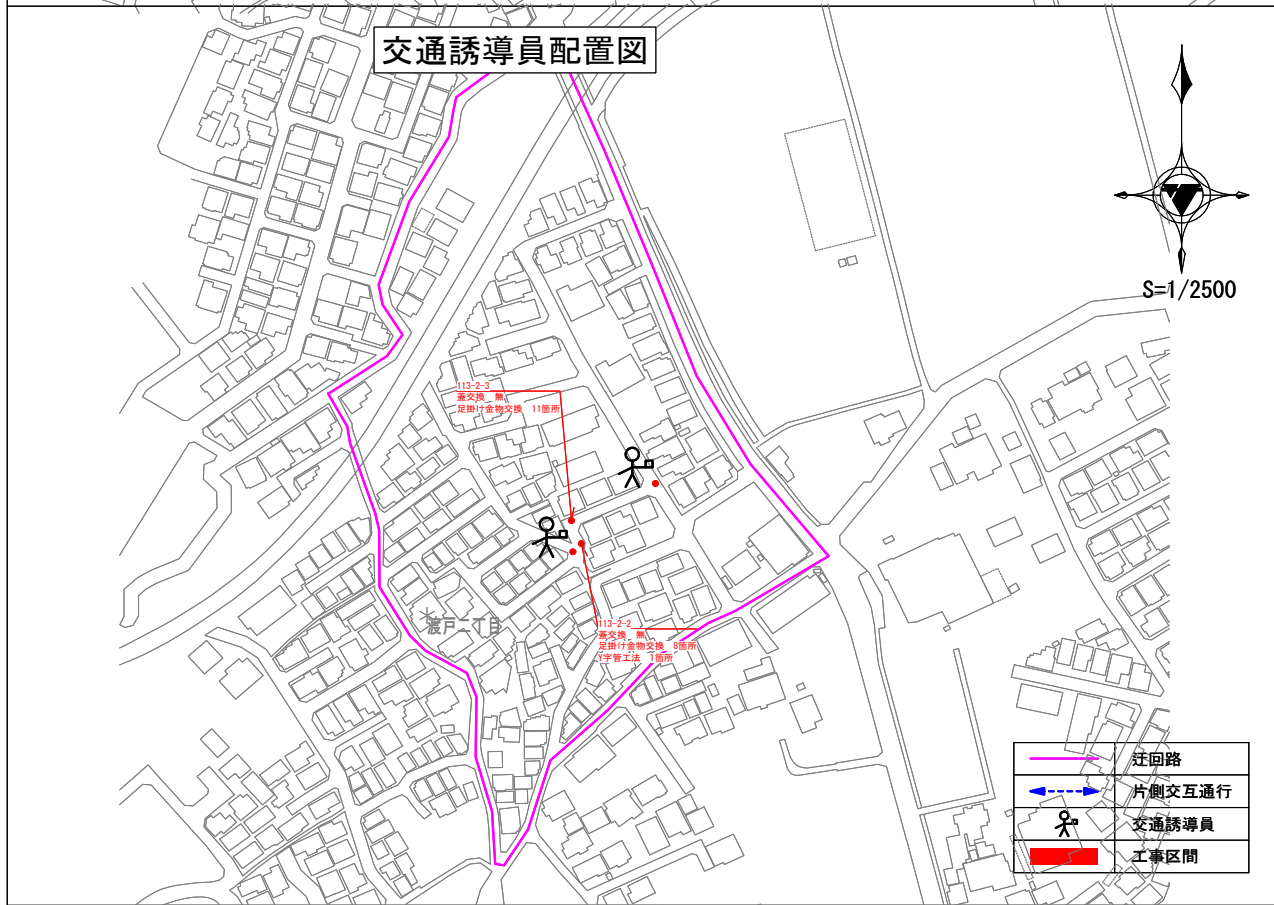 交通誘導員配置図
S=1/2500
113-2-3
蓋交換 無
足掛け金物交換 11箇所
113-2-2
蓋交換 無
足掛け金物交換 8箇所
Y字管工法 1箇所
渡戸二丁目
迂回路
片側交互通行
交通誘導員
工事区間